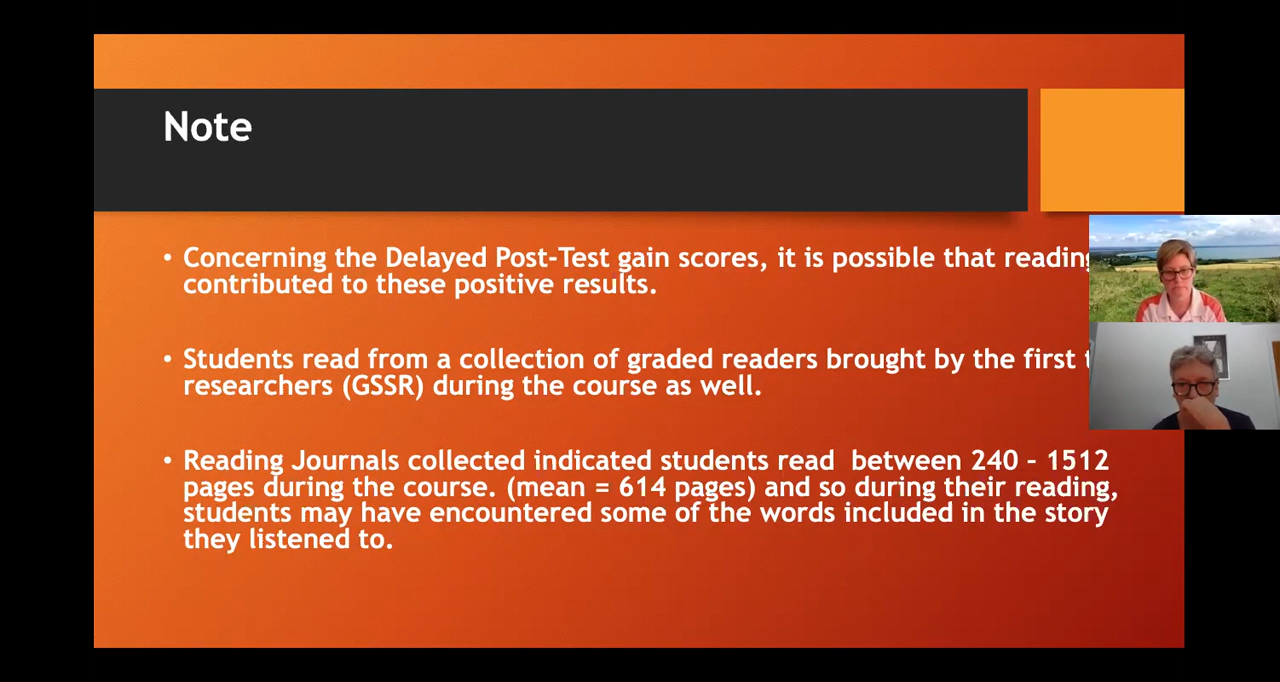 Note
• Concerning the Delayed Post-Test gain scores, it is possible that reading
contributed to these positive results.
• Students read from a collection of graded readers brought by the first
researchers (GSSR) during the course as well.
• Reading Journals collected indicated students read  between 240 – 1512
pages during the course. (mean = 614 pages) and so during their reading,
students may have encountered some of the words included in the story
they listened to.